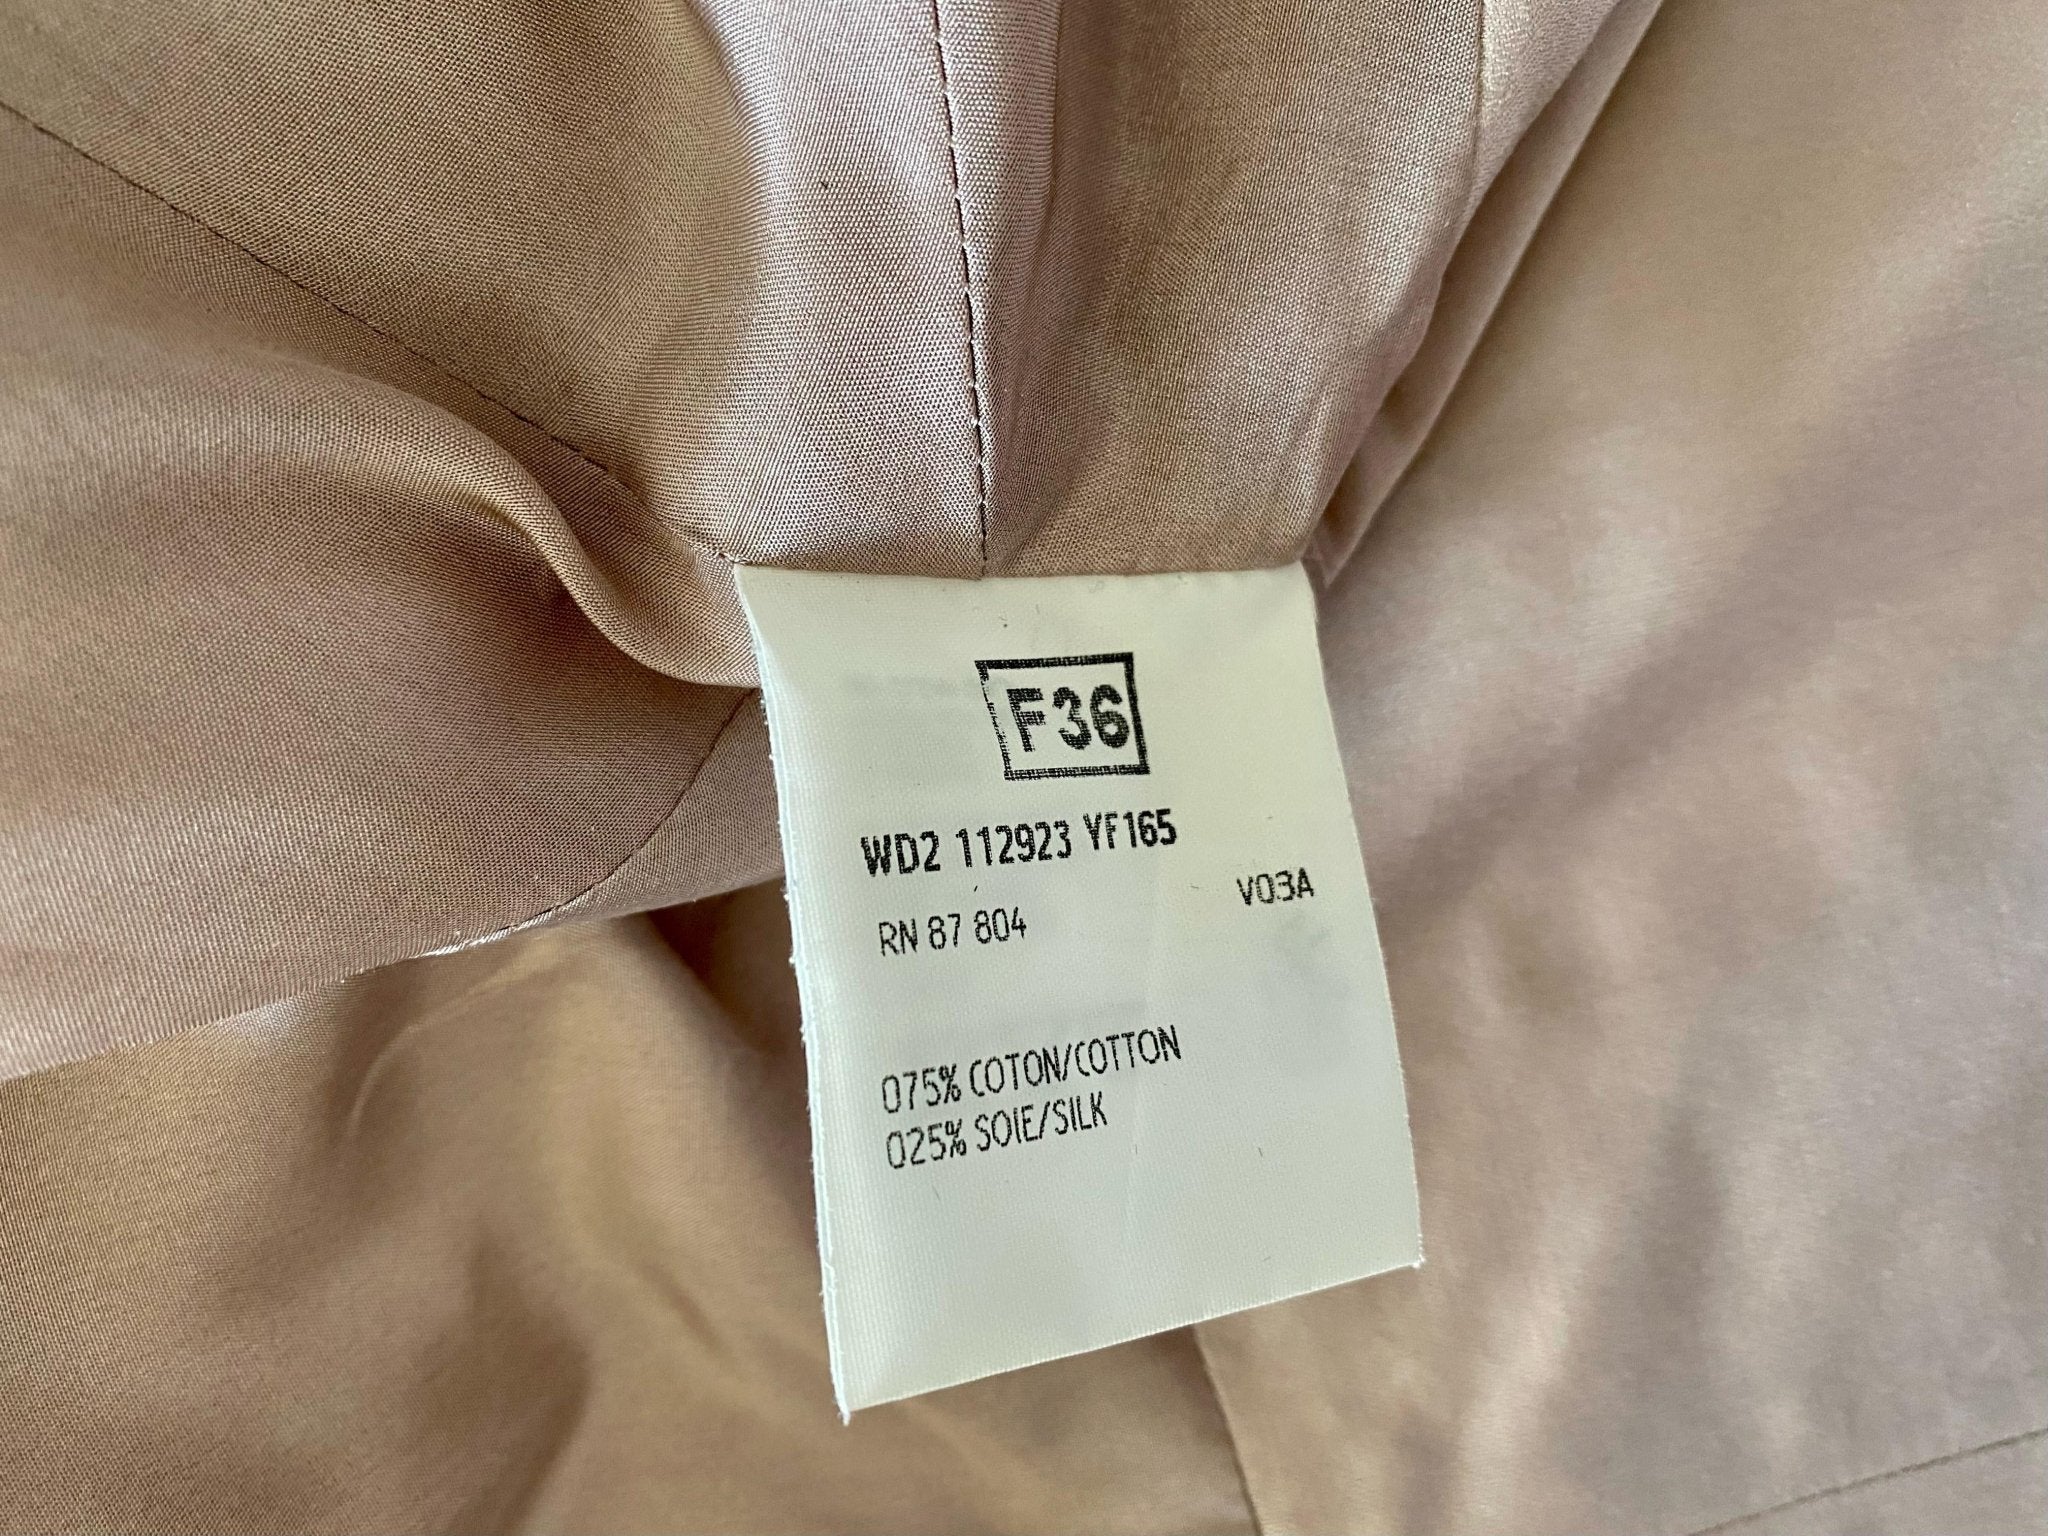 F36
WD2 112923 YF165
V03A
RN 87 804
075% COTON/COTTON
025% SOIE/SILK